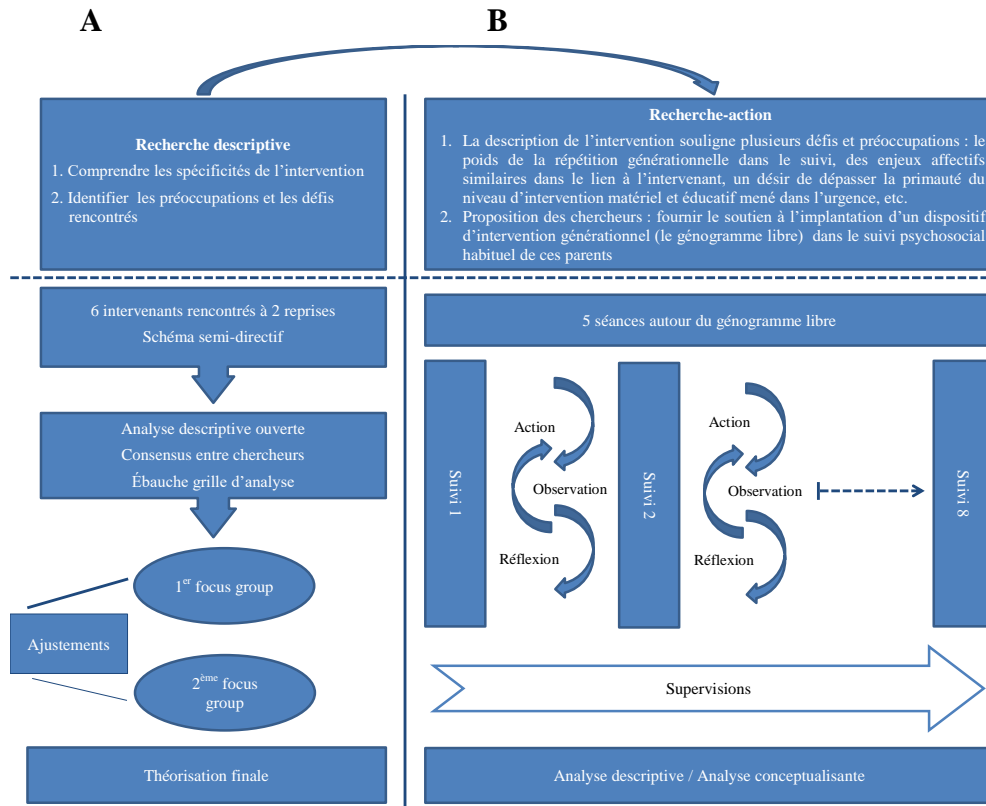 A
B
Recherche descriptive
1. Comprendre les spécificités de l'intervention
2. Identifier les préoccupations et les défis
rencontrés
Recherche-action
1. La description de l'intervention souligne plusieurs défis et préoccupations : le
poids de la répétition générationnelle dans le suivi, des enjeux affectifs
similaires dans le lien à l'intervenant, un désir de dépasser la primauté du
niveau d'intervention matériel et éducatif mené dans l'urgence, etc.
2. Proposition des chercheurs : fournir le soutien à l'implantation d'un dispositif
d'intervention générationnel (le génogramme libre) dans le suivi psychosocial
habituel de ces parents
6 intervenants rencontrés à 2 reprises
Schéma semi-directif
Analyse descriptive ouverte
Consensus entre chercheurs
Ébauche grille d'analyse
1er focus group
Ajustements
2ème focus
group
Théorisation finale
5 séances autour du génogramme libre
Suivi 1
Action
Observation
Réflexion
Suivi 2
Action
Observation
Réflexion
Suivi 8
Supervisions
Analyse descriptive / Analyse conceptualisante